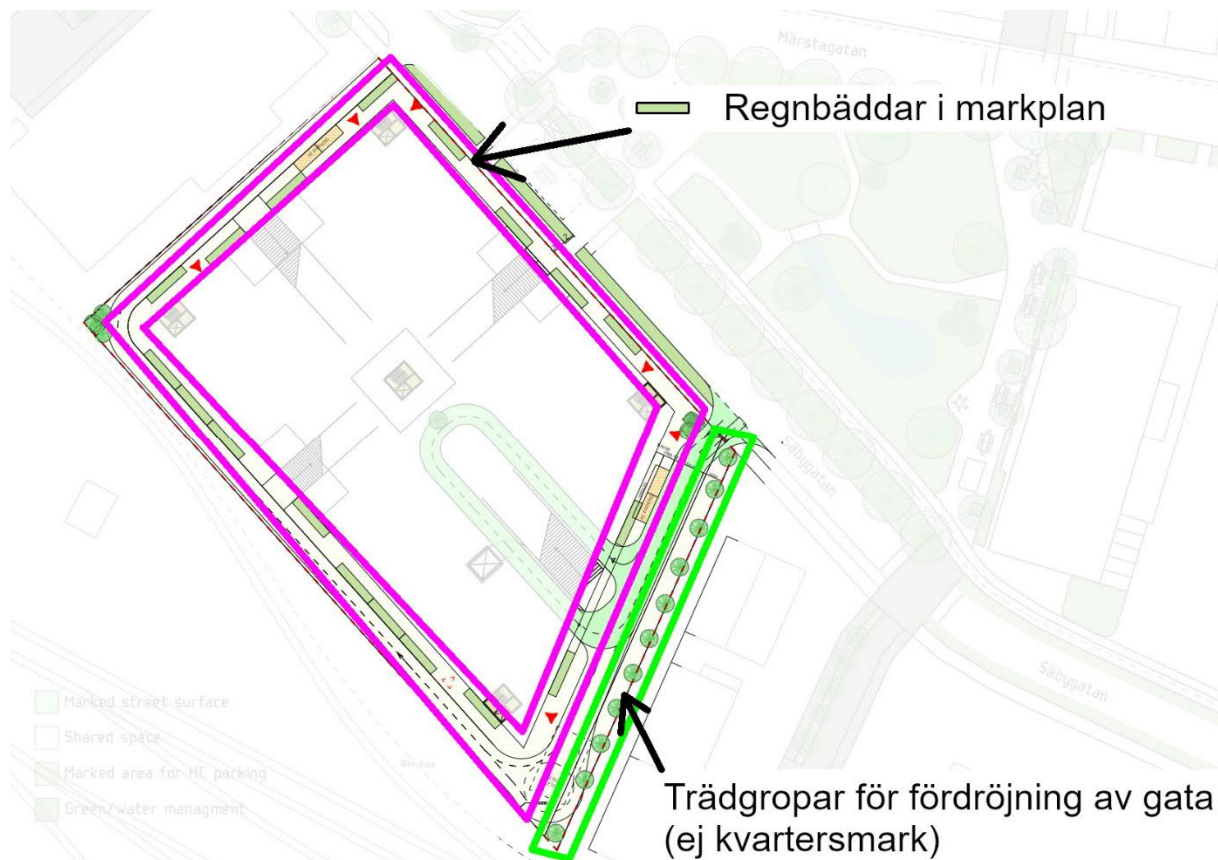 Märstagatan
Regnbäddar i markplan
Säbygatan
Säbygatan
Marked street surface
Shared space
Marked area for HC parking
Green/water managment
Trädgropar för fördröjning av gata
(ej kvartersmark)